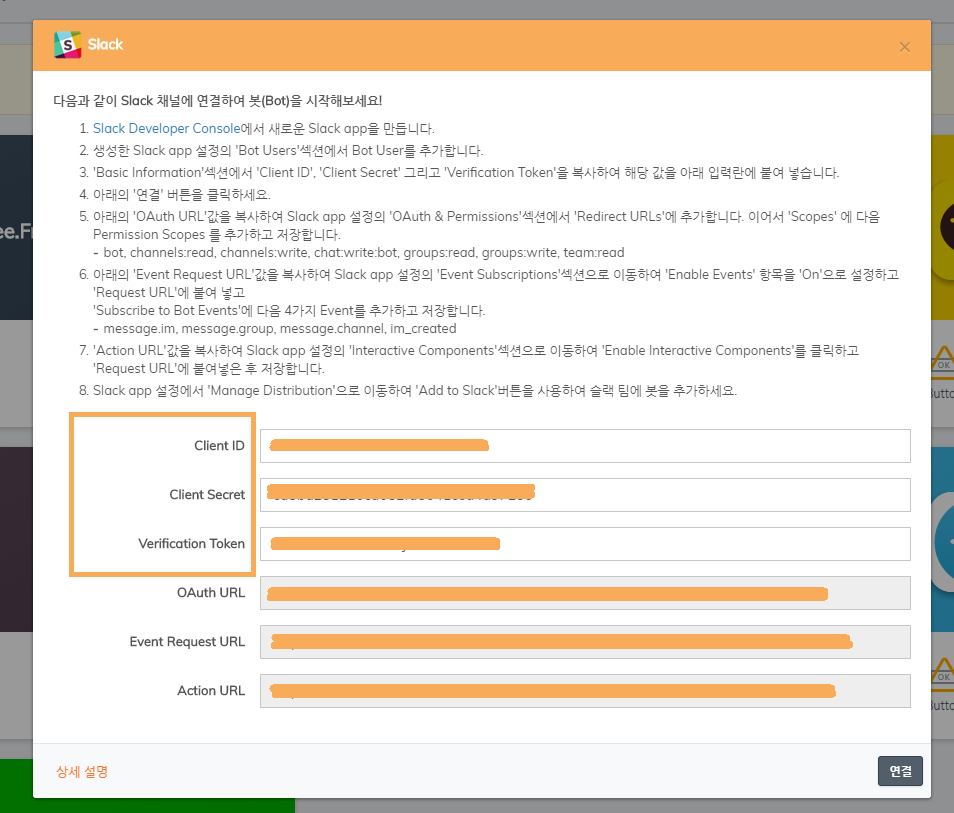 Slack
다음과 같이 Slack 채널에 연결하여 봇(Bot)을 시작해보세요!
1. Slack Developer Console에서 새로운 Slack app을 만듭니다.
2. 생성한 Slack app 설정의 'Bot Users'섹션에서 Bot User를 추가합니다.
3. 'Basic Information'섹션에서 'Client ID', 'Client Secret' 그리고 'Verification Token'을 복사하여 해당 값을 아래 입력란에 붙여 넣습니다.
4. 아래의 '연결' 버튼을 클릭하세요.
5. 아래의 'OAuth URL'값을 복사하여 Slack app 설정의 'OAuth & Permissions'섹션에서 'Redirect URLs'에 추가합니다. 이어서 'Scopes' 에 다음
Permission Scopes 를 추가하고 저장합니다.
- bot, channels:read, channels:write, chat:write:bot, groups:read, groups:write, team:read
6. 아래의 'Event Request URL'값을 복사하여 Slack app 설정의 'Event Subscriptions'섹션으로 이동하여 'Enable Events' 항목을 'On'으로 설정하고
'Request URL'에 붙여 넣고
'Subscribe to Bot Events'에 다음 4가지 Event를 추가하고 저장합니다.
- message.im, message.group, message.channel, im_created
7. 'Action URL'값을 복사하여 Slack app 설정의 'Interactive Components'섹션으로 이동하여 'Enable Interactive Components'를 클릭하고
'Request URL'에 붙여넣은 후 저장합니다.
8. Slack app 설정에서 'Manage Distribution'으로 이동하여 'Add to Slack'버튼을 사용하여 슬랙 팀에 봇을 추가하세요.
Client ID
Client Secret
Verification Token
OAuth URL
Event Request URL
Action URL
상세 설명
연결
OK
OK